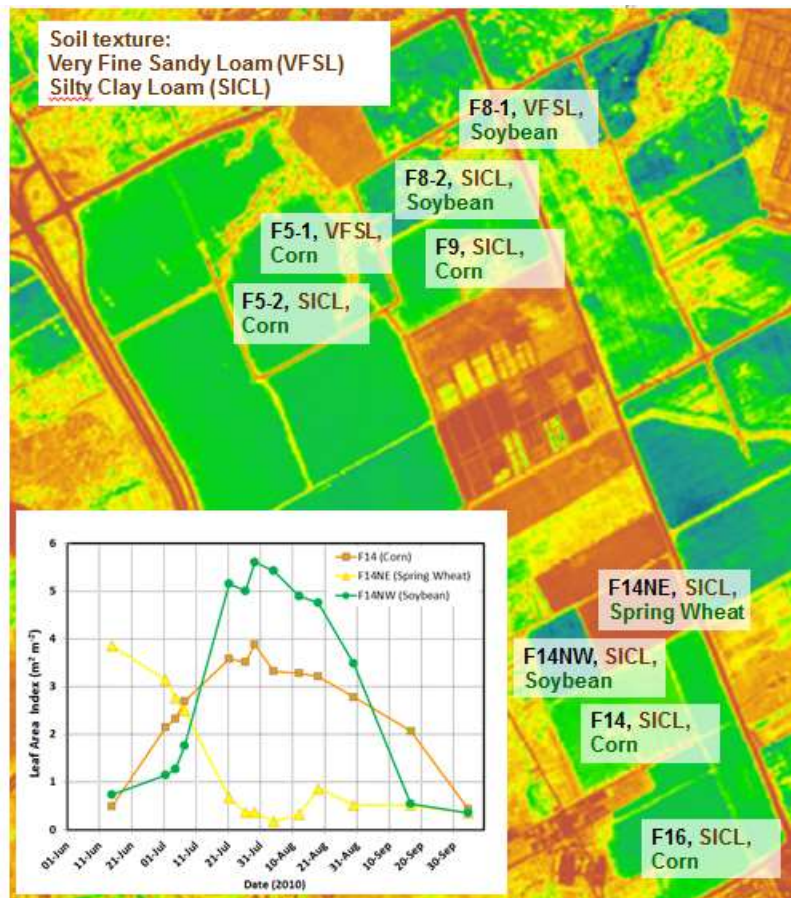 Soil texture:
Very Fine Sandy Loam (VFSL)
Silty Clay Loam (SICL)
F8-1, VFSL,
Soybean
F8-2, SICL,
Soybean
F5-1, VFSL,
Corn
F9, SICL,
Corn
F5-2, SICL,
Corn
F14NE, SICL,
Spring Wheat
F14NW, SICL,
Soybean
F14, SICL,
Corn
F16, SICL,
Corn
6
5
4
3
2
1
0
Leaf Area Index (m² m⁻²)
F14 (Corn)
F14NE (Spring Wheat)
F14NW (Soybean)
01-Jun
11-Jun
21-Jun
01-Jul
11-Jul
21-Jul
31-Jul
10-Aug
21-Aug
31-Aug
10-Sep
20-Sep
30-Sep
Date (2010)